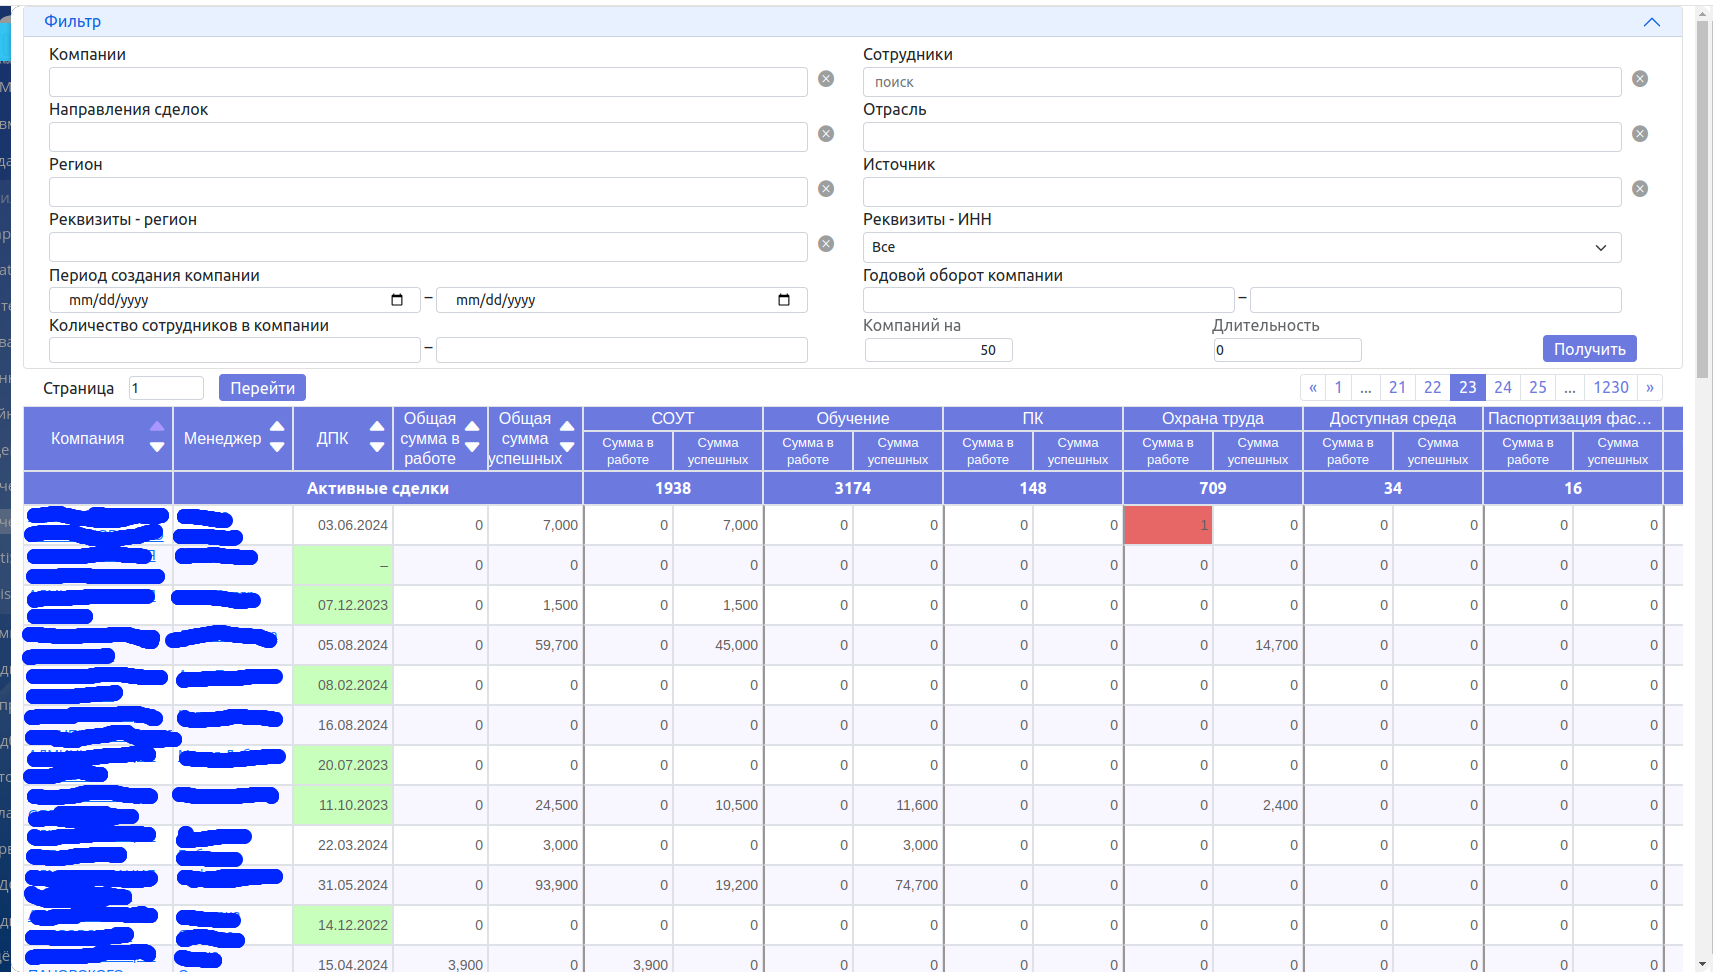 Фильтр
Компании
Сотрудники
поиск
Направления сделок
Отрасль
Регион
Источник
Реквизиты - регион
Реквизиты - ИНН
Все
Период создания компании
Годовой оборот компании
mm/dd/yyyy – mm/dd/yyyy
–
Количество сотрудников в компании
Компаний на
Длительность
–
50
0
Получить
Страница 1 Перейти
« 1 ... 21 22 23 24 25 ... 1230 »
Компания Менеджер ДПК Общая сумма в работе Общая сумма успешных СОУТ Обучение ПК Охрана труда Доступная среда Паспортизация фас...
Сумма в работе Сумма успешных Сумма в работе Сумма успешных Сумма в работе Сумма успешных Сумма в работе Сумма успешных Сумма в работе Сумма успешных Сумма в работе Сумма успешных
Активные сделки 1938 3174 148 709 34 16
03.06.2024 0 7,000 0 7,000 0 0 0 0 1 0 0 0 0 0
– 0 0 0 0 0 0 0 0 0 0 0 0 0 0
07.12.2023 0 1,500 0 1,500 0 0 0 0 0 0 0 0 0 0
05.08.2024 0 59,700 0 45,000 0 0 0 0 0 14,700 0 0 0 0
08.02.2024 0 0 0 0 0 0 0 0 0 0 0 0 0 0
16.08.2024 0 0 0 0 0 0 0 0 0 0 0 0 0 0
20.07.2023 0 0 0 0 0 0 0 0 0 0 0 0 0 0
11.10.2023 0 24,500 0 10,500 0 11,600 0 0 0 2,400 0 0 0 0
22.03.2024 0 3,000 0 0 0 3,000 0 0 0 0 0 0 0 0
31.05.2024 0 93,900 0 19,200 0 74,700 0 0 0 0 0 0 0 0
14.12.2022 0 0 0 0 0 0 0 0 0 0 0 0 0 0
15.04.2024 3,900 0 3,900 0 0 0 0 0 0 0 0 0 0 0